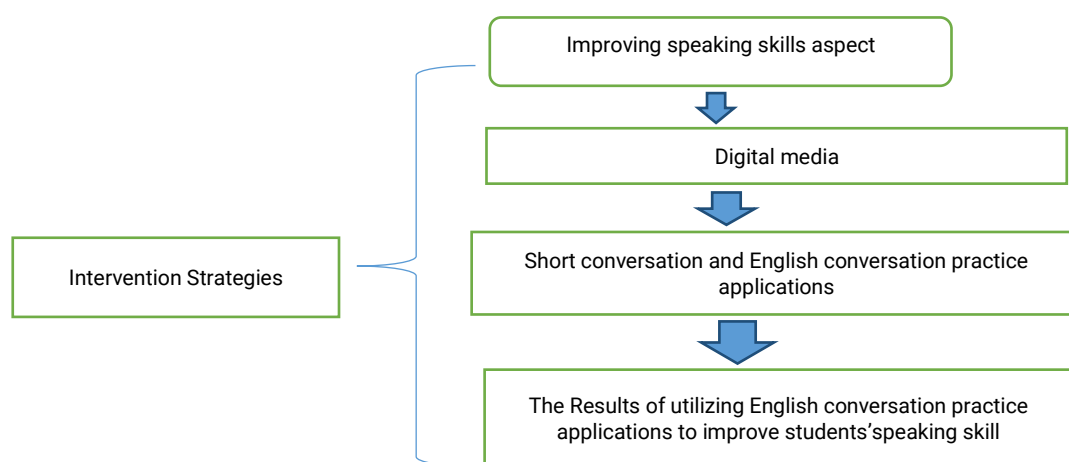 Improving speaking skills aspect
Digital media
Intervention Strategies
Short conversation and English conversation practice
applications
The Results of utilizing English conversation practice
applications to improve students'speaking skill